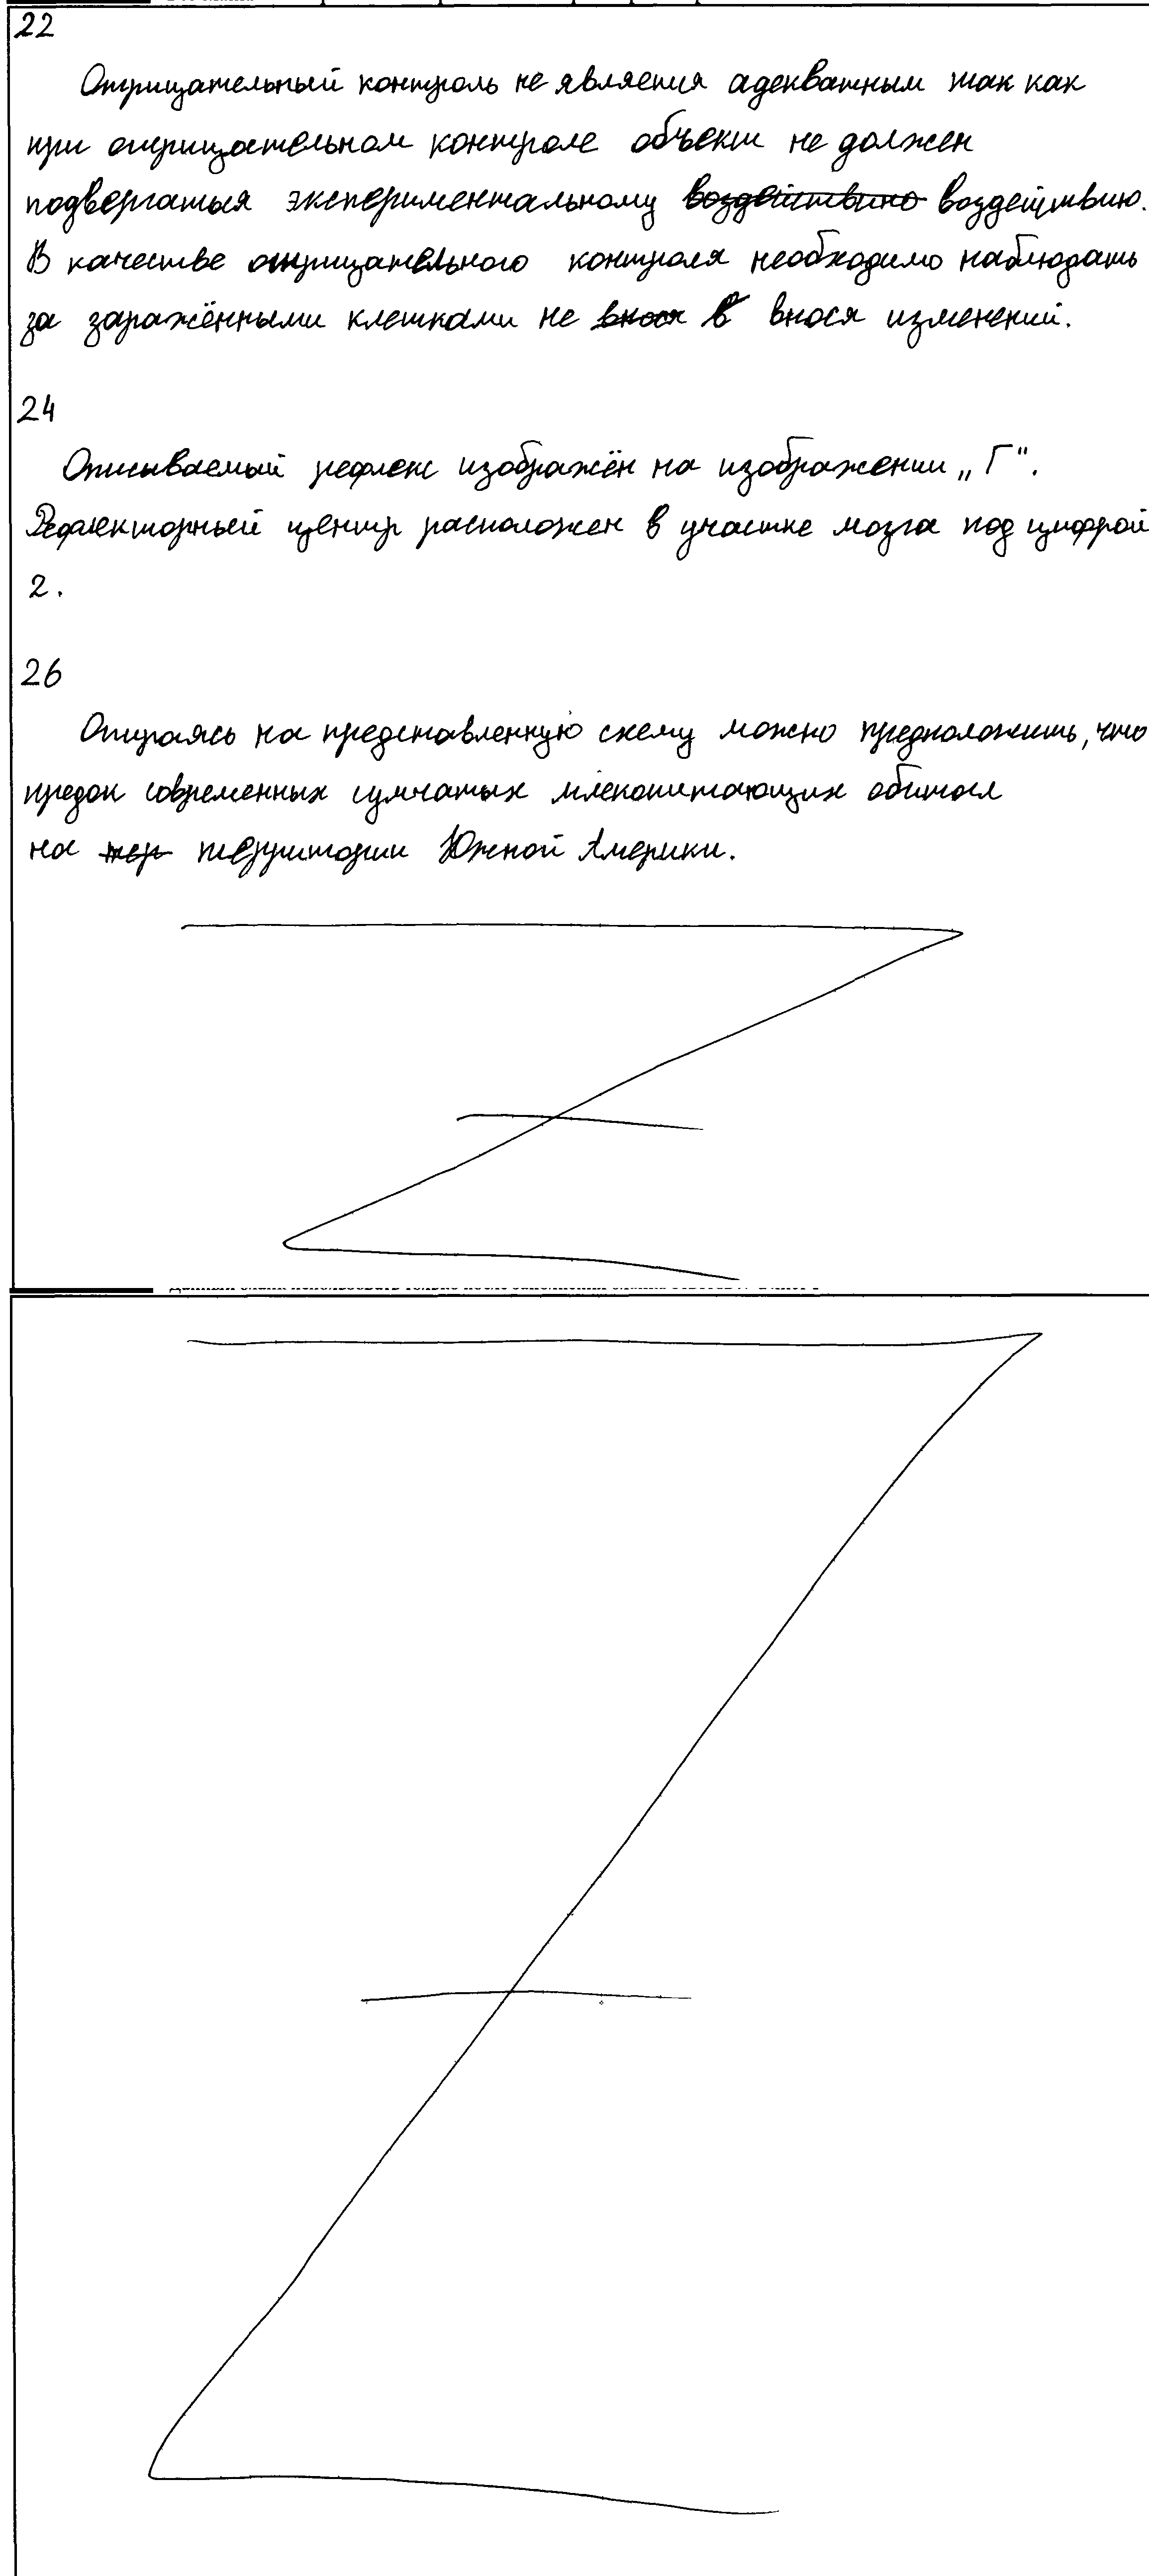 22
Отрицательный контроль не является адекватным так как
при отрицательном контроле объект не должен
подвергаться экспериментальному воздействию воздействию.
В качестве отрицательного контроля необходимо наблюдать
за заражёнными клетками не внося в внося изменений.
24
Описываемый рефлекс изображён на изображении „Г".
Рефлекторный центр расположен в участке мозга под цифрой
2.
26
Опираясь на представленную схему можно предположить, что
предок современных сумчатых млекопитающих обитал
на тер территории Южной Америки.